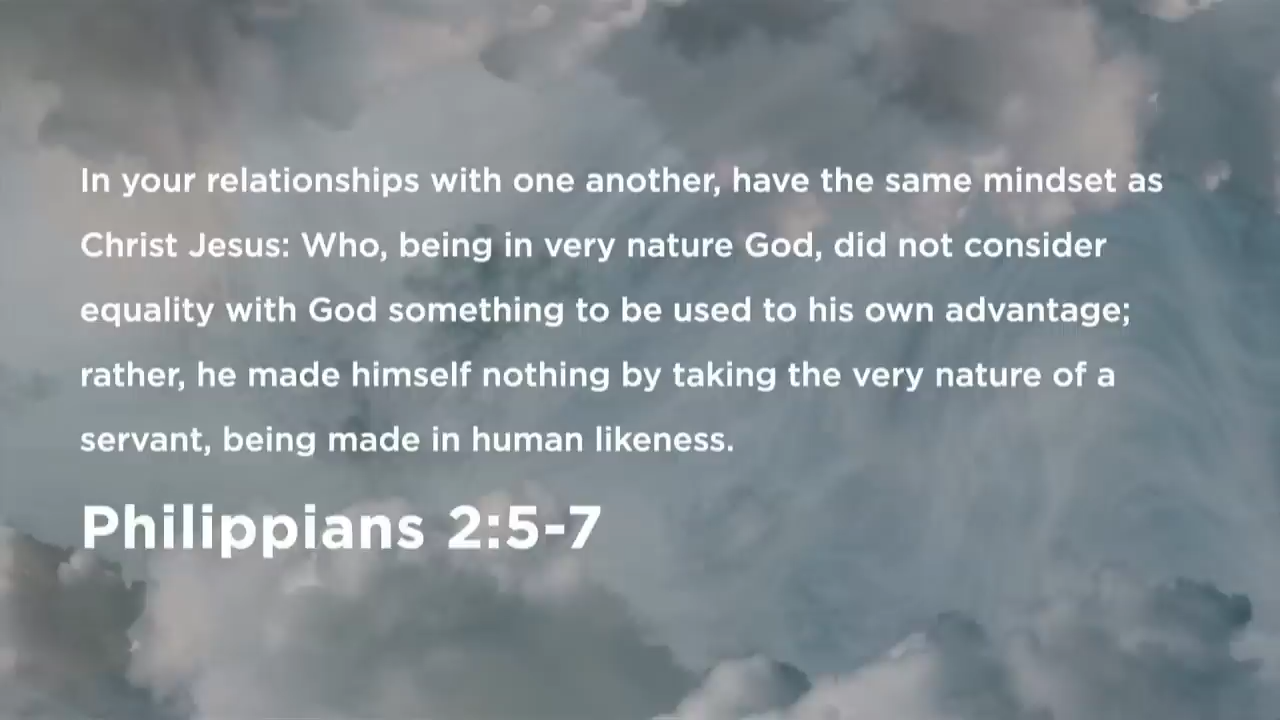 In your relationships with one another, have the same mindset as
Christ Jesus: Who, being in very nature God, did not consider
equality with God something to be used to his own advantage;
rather, he made himself nothing by taking the very nature of a
servant, being made in human likeness.
Philippians 2:5-7